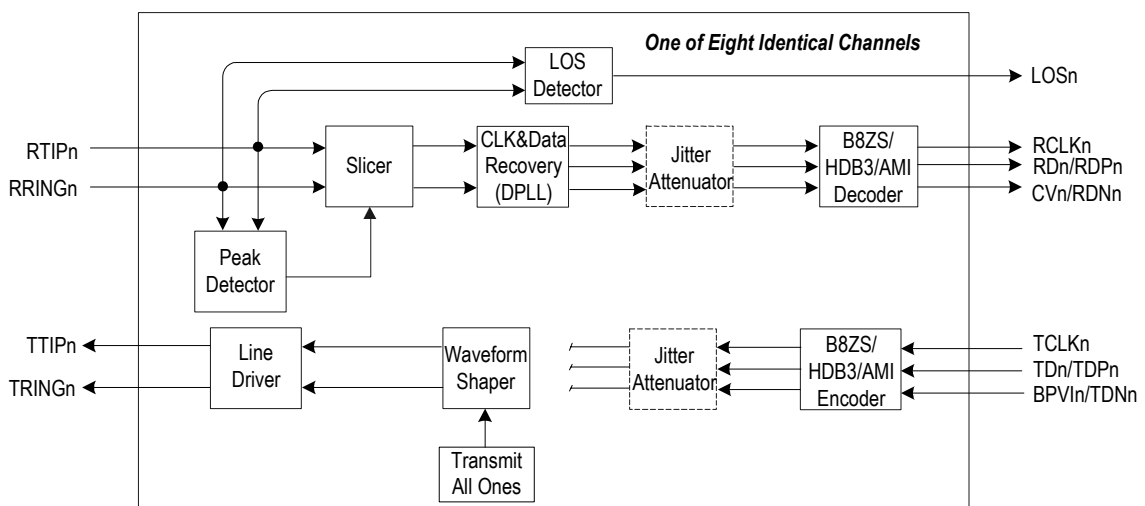 One of Eight Identical Channels
LOS
Detector
LOSn
RTIPn
RRINGn
Slicer
CLK&Data
Recovery
(DPLL)
Jitter
Attenuator
B8ZS/
HDB3/AMI
Decoder
RCLKn
RDn/RDPn
CVn/RDNn
Peak
Detector
TTIPn
TRINGn
Line
Driver
Waveform
Shaper
Jitter
Attenuator
B8ZS/
HDB3/AMI
Encoder
TCLKn
TDn/TDPn
BPVIn/TDNn
Transmit
All Ones